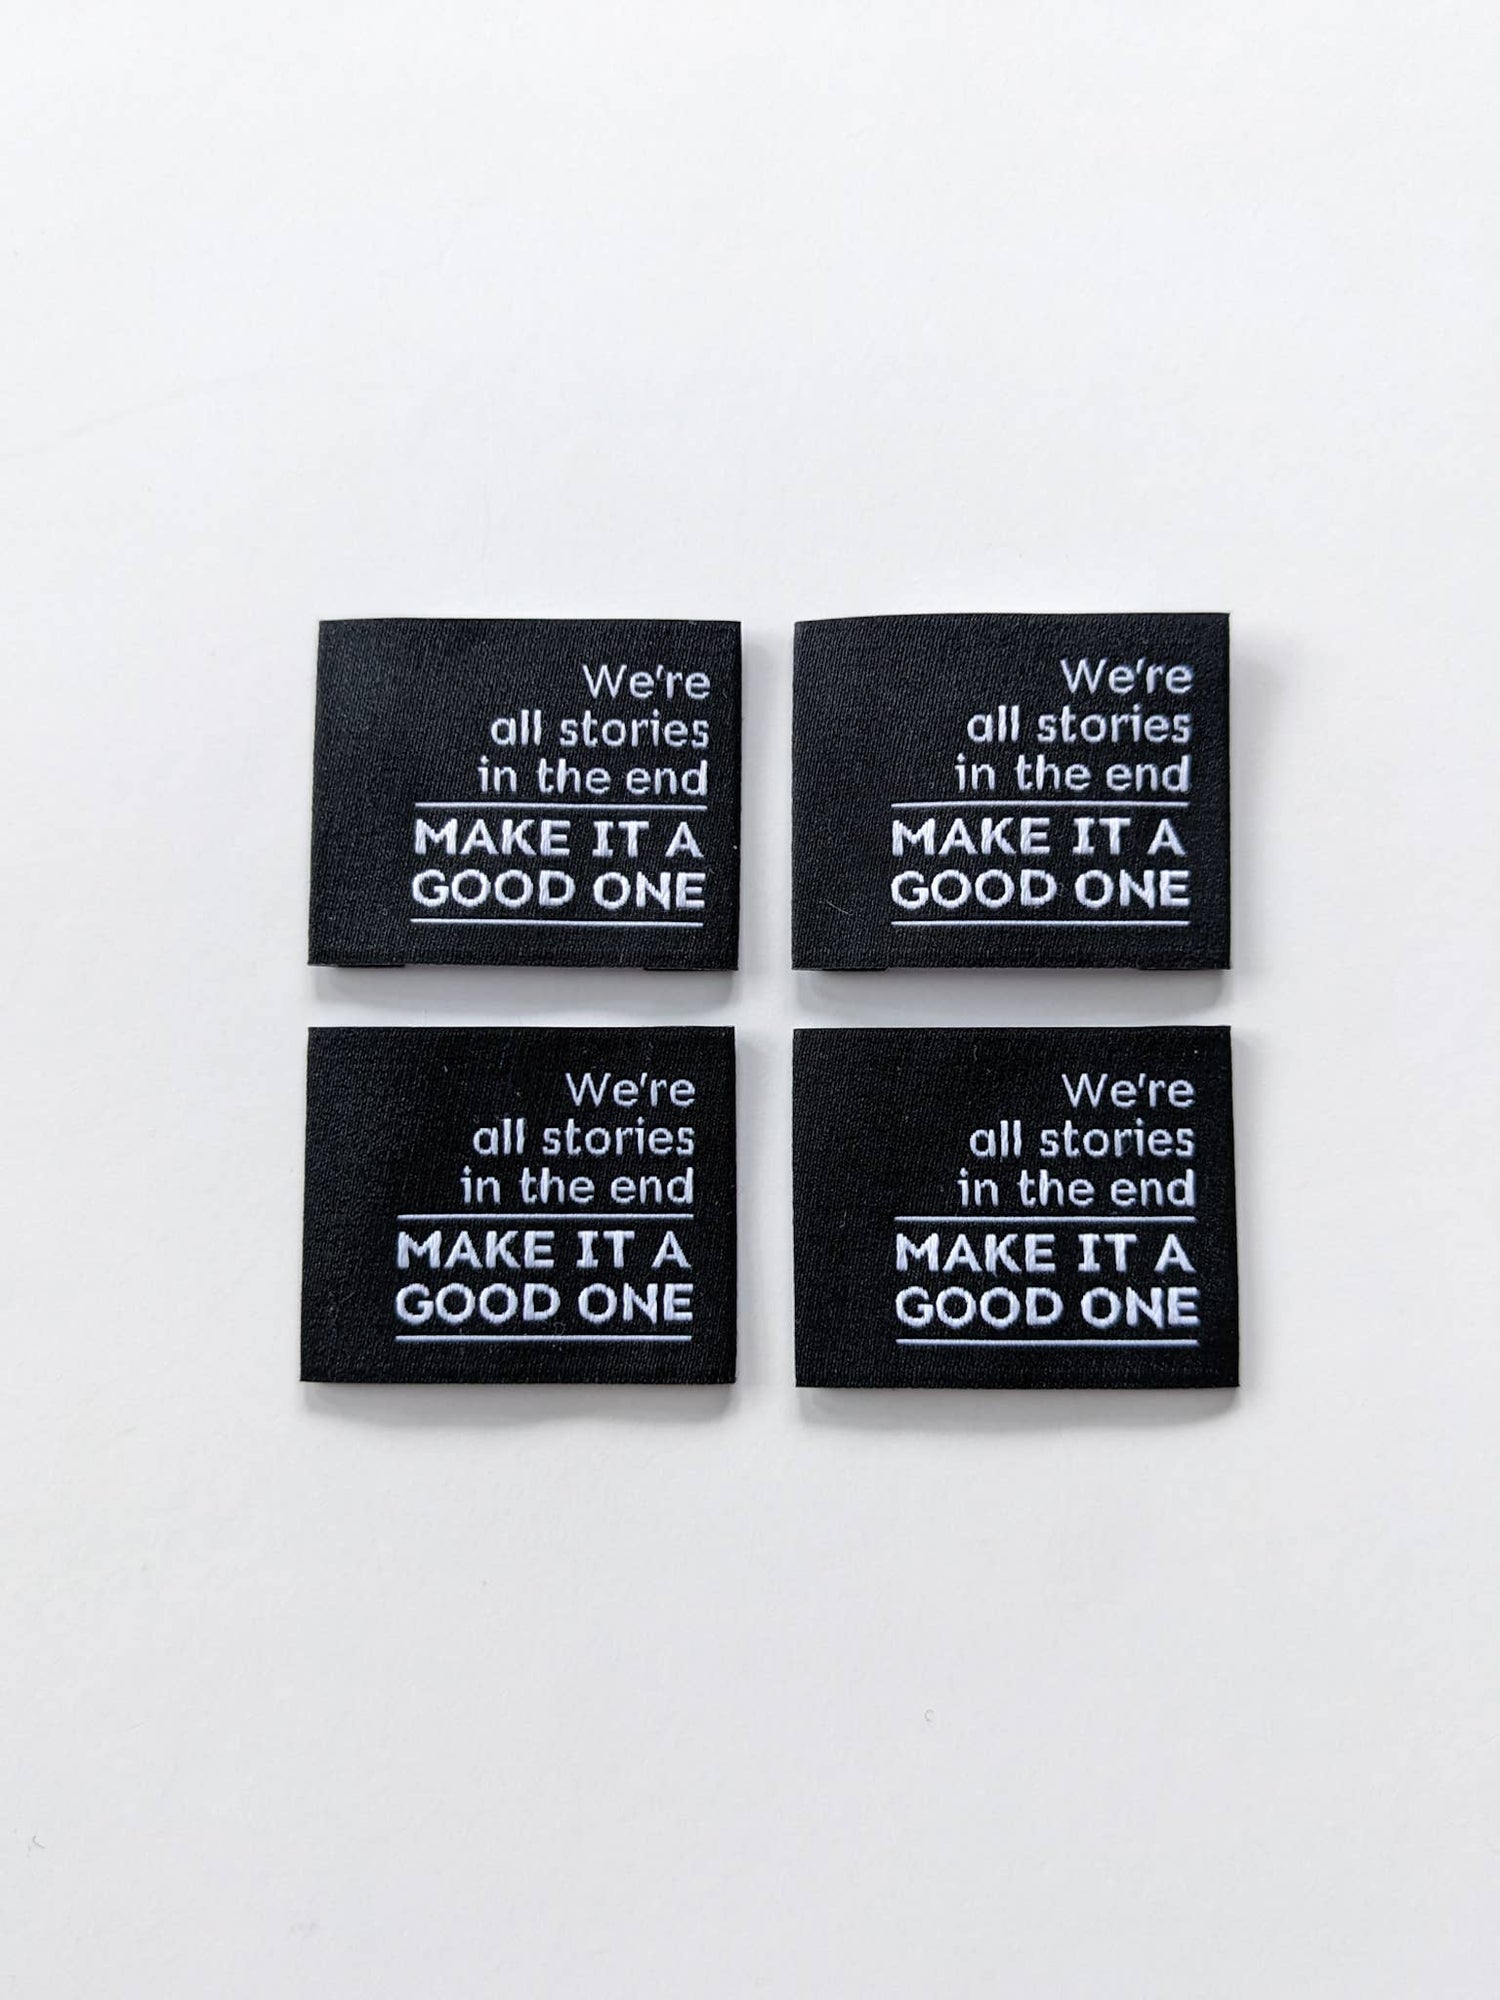 We're
all stories
in the end
MAKE IT A
GOOD ONE
We're
all stories
in the end
MAKE IT A
GOOD ONE
We're
all stories
in the end
MAKE IT A
GOOD ONE
We're
all stories
in the end
MAKE IT A
GOOD ONE